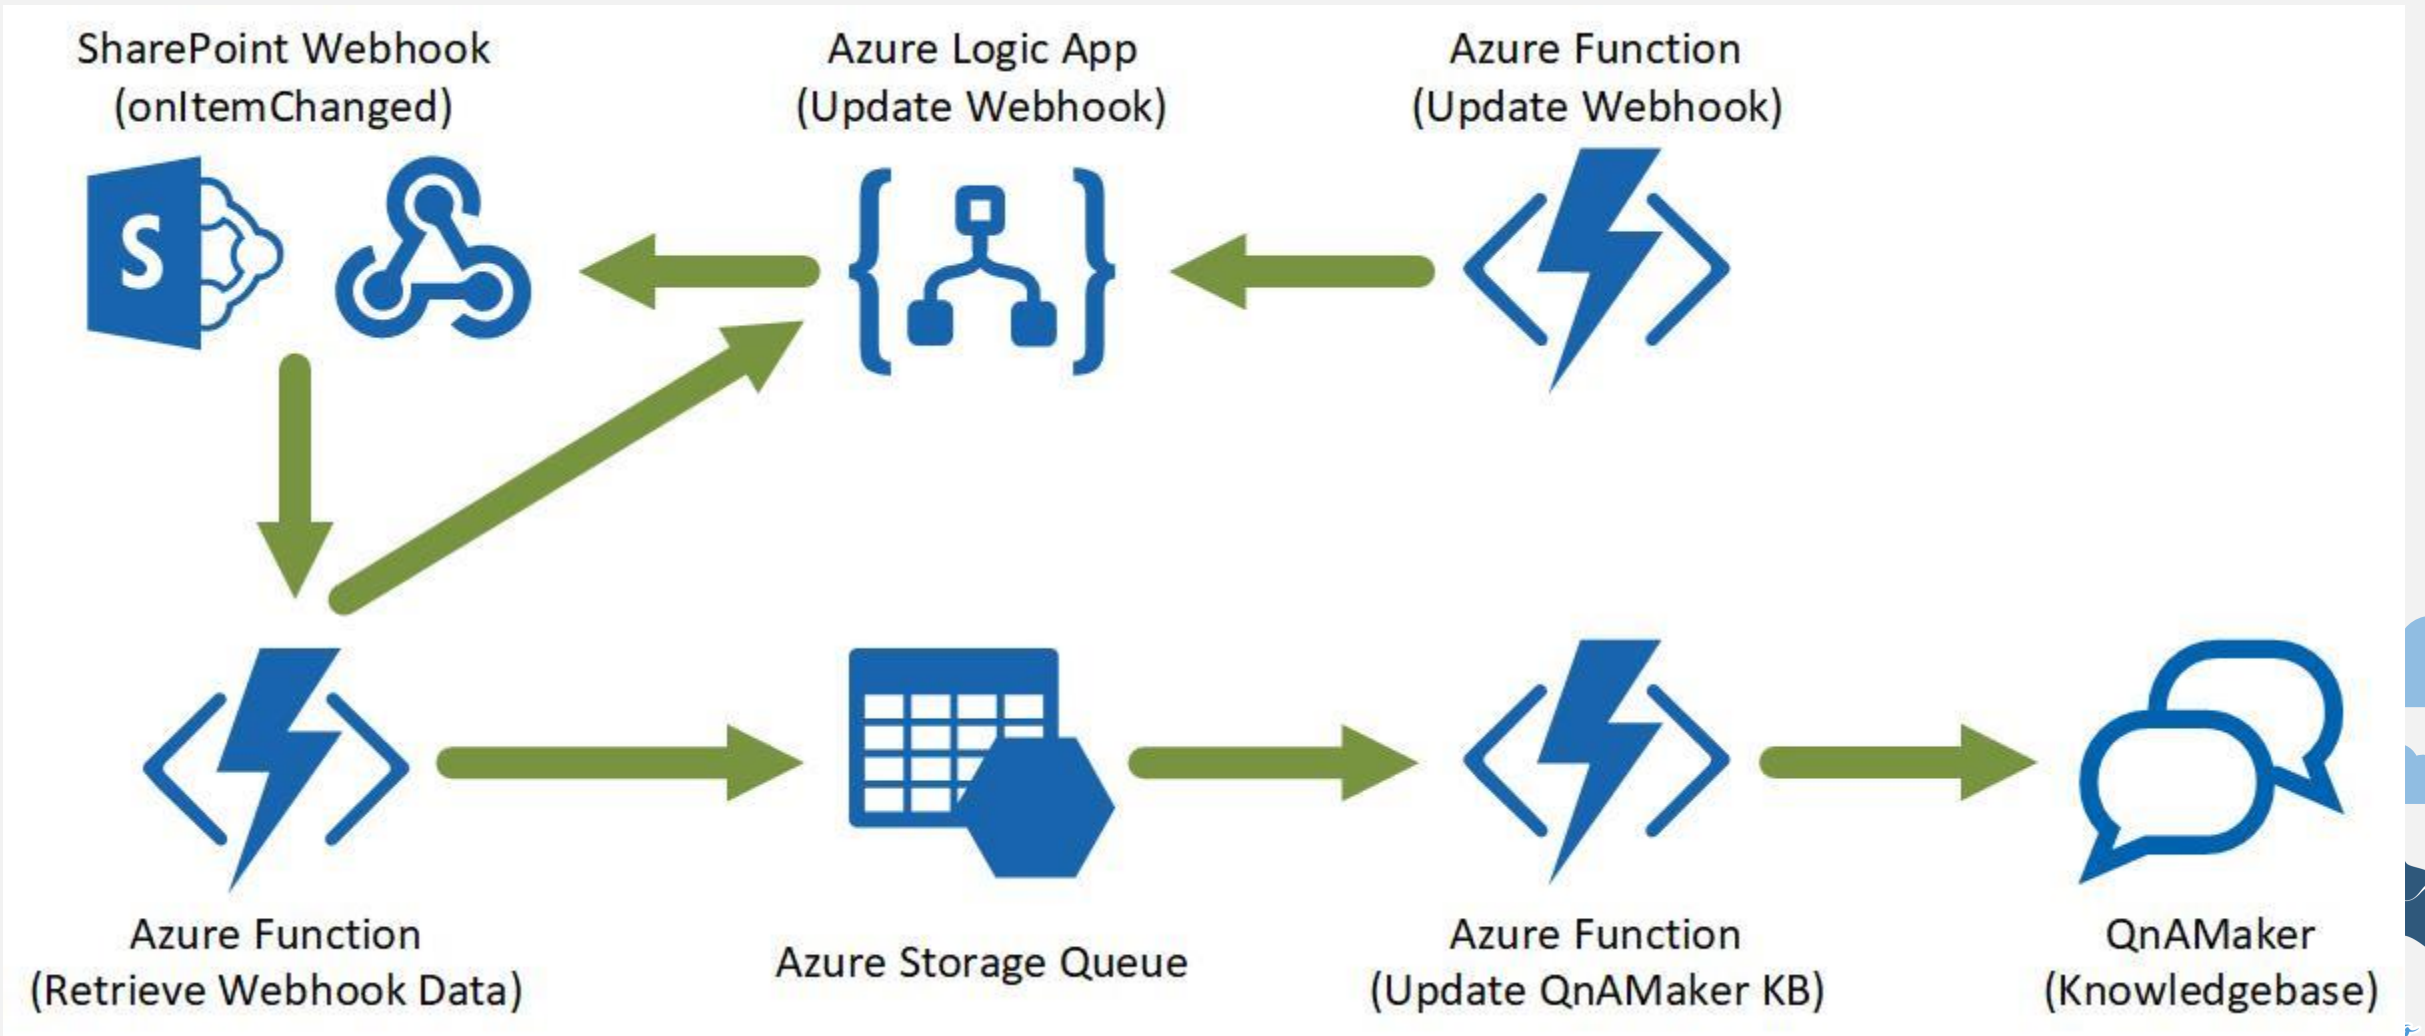 SharePoint Webhook
(onItemChanged)
Azure Logic App
(Update Webhook)
Azure Function
(Update Webhook)
S
Azure Function
(Retrieve Webhook Data)
Azure Storage Queue
Azure Function
(Update QnAMaker KB)
QnAMaker
(Knowledgebase)